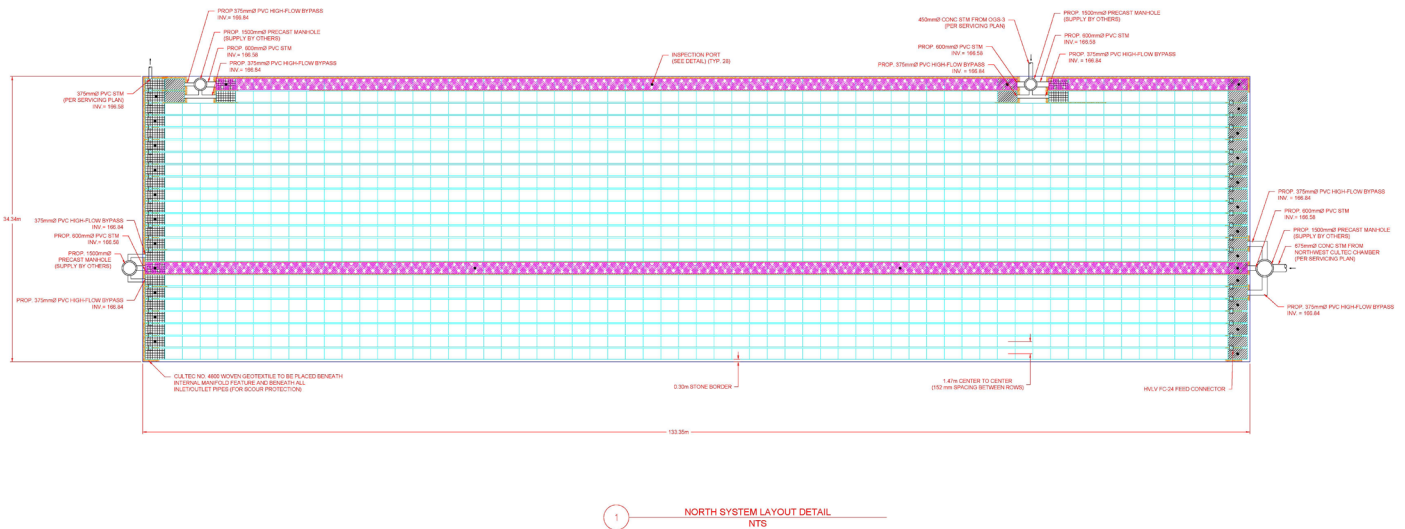 PROP 375mmØ PVC HIGH-FLOW BYPASS
INV.= 166.84
PROP. 1500mmØ PRECAST MANHOLE
(SUPPLY BY OTHERS)
PROP. 600mmØ PVC STM
INV.= 166.58
PROP. 375mmØ PVC HIGH-FLOW BYPASS
INV. = 166.84
375mmØ PVC STM
(PER SERVICING PLAN)
INV.= 166.58
INSPECTION PORT
(SEE DETAIL) (TYP. 28)
450mmØ CONC STM FROM OGS-3
(PER SERVICING PLAN)
PROP. 600mmØ PVC STM
INV.= 166.58
PROP. 375mmØ PVC HIGH-FLOW BYPASS
INV. = 166.84
PROP. 1500mmØ PRECAST MANHOLE
(SUPPLY BY OTHERS)
PROP. 600mmØ PVC STM
INV.= 166.58
PROP. 375mmØ PVC HIGH-FLOW BYPASS
INV. = 166.84
34.14m
375mmØ PVC HIGH-FLOW BYPASS
INV.= 166.84
PROP. 600mmØ PVC STM
INV.= 166.58
PROP. 1500mmØ
PRECAST MANHOLE
(SUPPLY BY OTHERS)
PROP. 375mmØ PVC HIGH-FLOW BYPASS
INV.= 166.84
PROP. 375mmØ PVC HIGH-FLOW BYPASS
INV. = 166.84
PROP. 600mmØ PVC STM
INV.= 166.58
PROP. 1500mmØ PRECAST MANHOLE
(SUPPLY BY OTHERS)
675mmØ CONC STM FROM
NORTHWEST CULTEC CHAMBER
(PER SERVICING PLAN)
PROP. 375mmØ PVC HIGH-FLOW BYPASS
INV. = 166.84
CULTEC NO. 4800 WOVEN GEOTEXTILE TO BE PLACED BENEATH
INTERNAL MANIFOLD FEATURE AND BENEATH ALL
INLET/OUTLET PIPES (FOR SCOUR PROTECTION)
0.30m STONE BORDER
1.47m CENTER TO CENTER
(152 mm SPACING BETWEEN ROWS)
HVLV FC-24 FEED CONNECTOR
133.35m
1
NORTH SYSTEM LAYOUT DETAIL
NTS